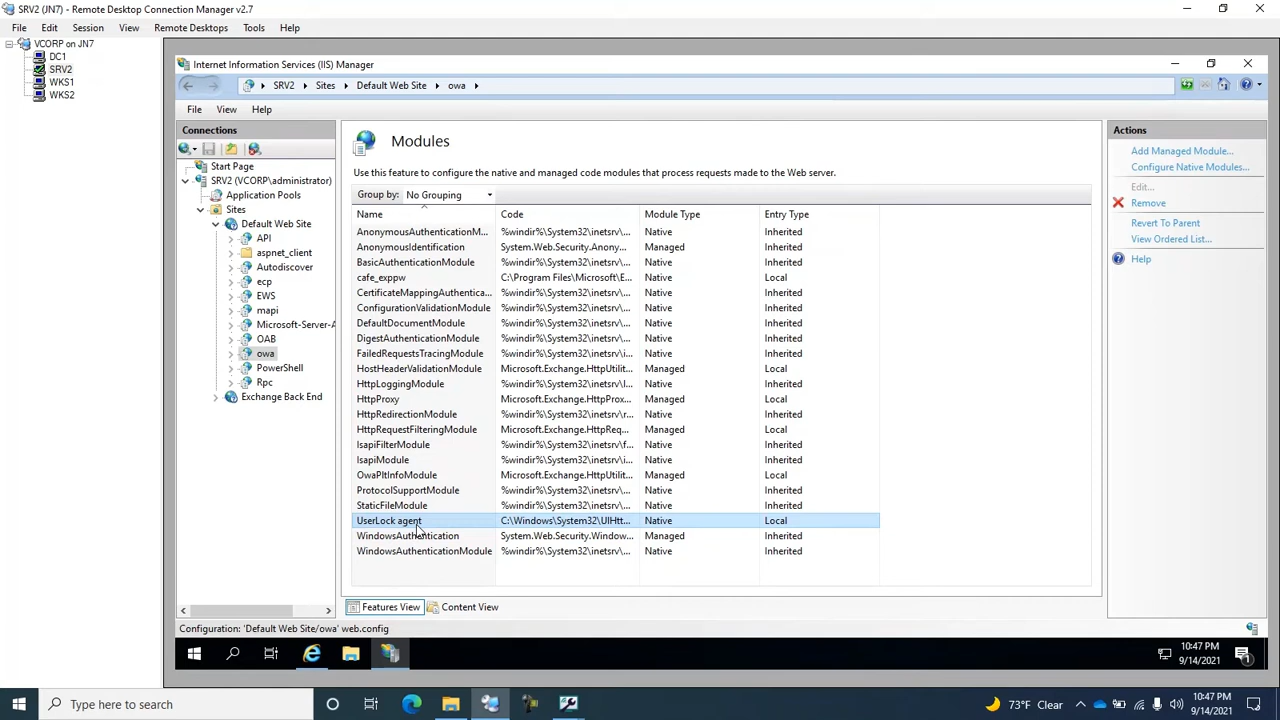 SRV2 (JN7) - Remote Desktop Connection Manager v2.7
File Edit Session View Remote Desktops Tools Help
VCORP on JN7
DC1
SRV2
WKS1
WKS2
Internet Information Services (IIS) Manager
SRV2 Sites Default Web Site owa
File View Help
Connections
Start Page
SRV2 (VCORP\administrator)
Application Pools
Sites
Default Web Site
API
aspnet_client
Autodiscover
ecp
EWS
mapi
Microsoft-Server-A
OAB
owa
PowerShell
Rpc
Exchange Back End
Modules
Use this feature to configure the native and managed code modules that process requests made to the Web server.
Group by: No Grouping
Name Code Module Type Entry Type
AnonymousAuthenticationM... %windir%\System32\inetsrv\... Native Inherited
AnonymousIdentification System.Web.Security.Anony... Managed Inherited
BasicAuthenticationModule %windir%\System32\inetsrv\... Native Inherited
cafe_exppw C:\Program Files\Microsoft\E... Native Local
CertificateMappingAuthentica... %windir%\System32\inetsrv\... Native Inherited
ConfigurationValidationModule %windir%\System32\inetsrv\... Native Inherited
DefaultDocumentModule %windir%\System32\inetsrv\... Native Inherited
DigestAuthenticationModule %windir%\System32\inetsrv\... Native Inherited
FailedRequestsTracingModule %windir%\System32\inetsrv\i... Native Inherited
HostHeaderValidationModule Microsoft.Exchange.HttpUtilit... Managed Local
HttpLoggingModule %windir%\System32\inetsrv\l... Native Inherited
HttpProxy Microsoft.Exchange.HttpProx... Managed Local
HttpRedirectionModule %windir%\System32\inetsrv\r... Native Inherited
HttpRequestFilteringModule Microsoft.Exchange.HttpReq... Managed Local
IsapiFilterModule %windir%\System32\inetsrv\f... Native Inherited
IsapiModule %windir%\System32\inetsrv\... Native Inherited
OwaPltInfoModule Microsoft.Exchange.HttpUtilit... Managed Local
ProtocolSupportModule %windir%\System32\inetsrv\... Native Inherited
StaticFileModule %windir%\System32\inetsrv\... Native Inherited
UserLock agent C:\Windows\System32\UlHtt... Native Local
WindowsAuthentication System.Web.Security.Window... Managed Inherited
WindowsAuthenticationModule %windir%\System32\inetsrv\... Native Inherited
Features View Content View
Actions
Add Managed Module...
Configure Native Modules...
Edit...
Remove
Revert To Parent
View Ordered List...
Help
Configuration: 'Default Web Site/owa' web.config
10:47 PM
9/14/2021
1
Type here to search
73°F Clear
10:47 PM
9/14/2021